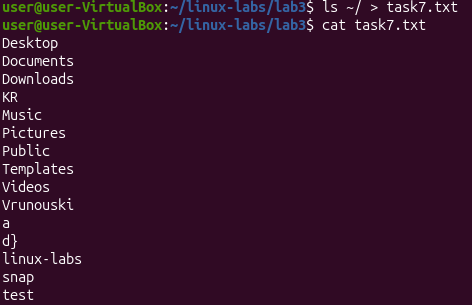 user@user-VirtualBox:~/linux-labs/lab3$ ls ~/ > task7.txt
user@user-VirtualBox:~/linux-labs/lab3$ cat task7.txt
Desktop
Documents
Downloads
KR
Music
Pictures
Public
Templates
Videos
Vrunouski
a
d}
linux-labs
snap
test